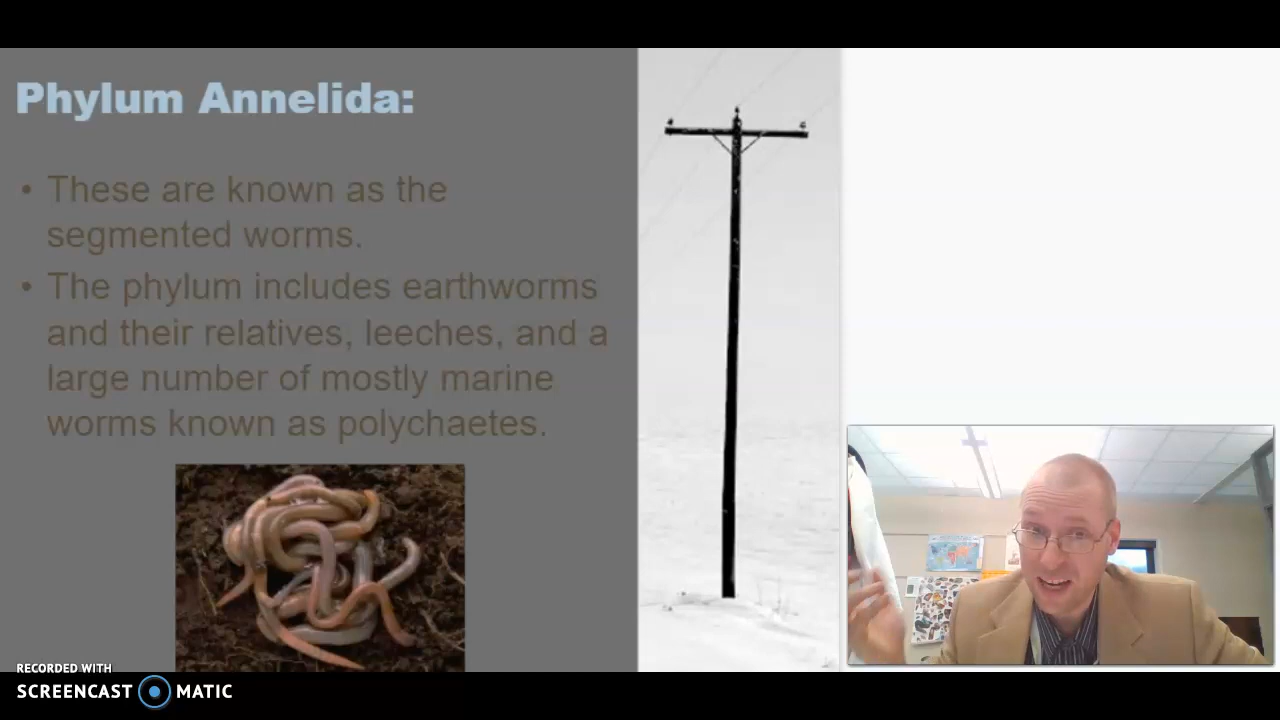 Phylum Annelida:
• These are known as the
segmented worms.
• The phylum includes earthworms
and their relatives, leeches, and a
large number of mostly marine
worms known as polychaetes.
RECORDED WITH
SCREENCAST MATIC